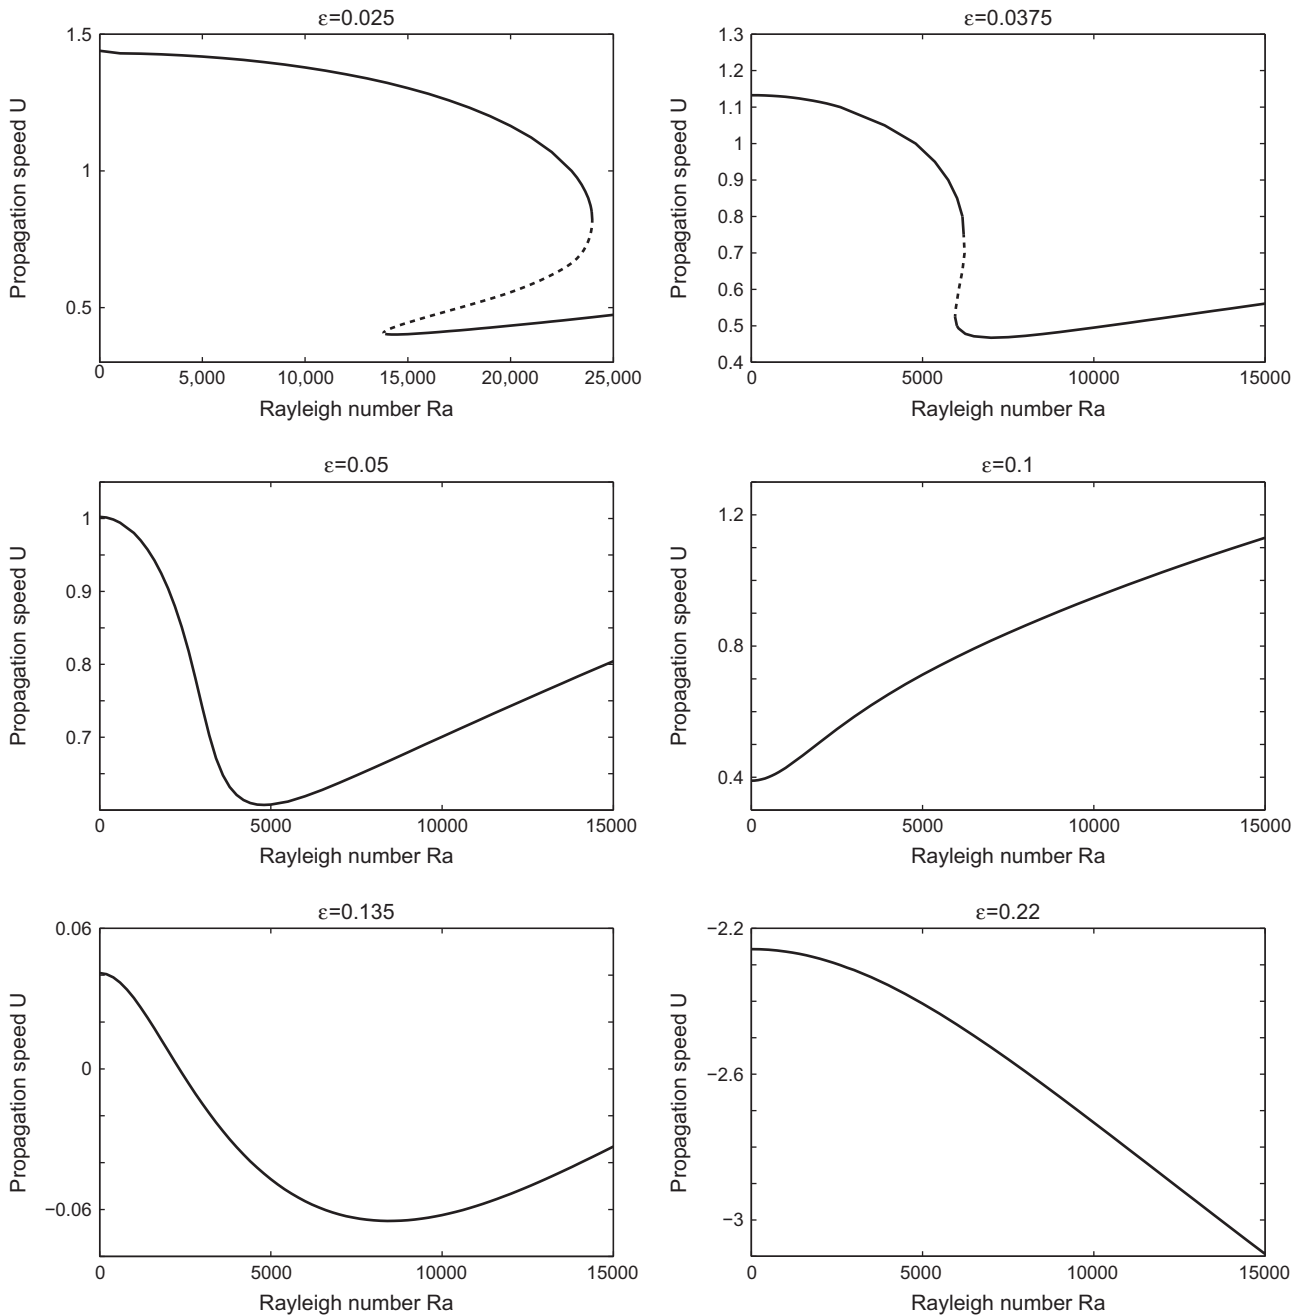 ε=0.025
1.5
1
0.5
Propagation speed U
0
5,000
10,000
15,000
20,000
25,000
Rayleigh number Ra
ε=0.0375
1.3
1.2
1.1
1
0.9
0.8
0.7
0.6
0.5
0.4
Propagation speed U
0
5000
10000
15000
Rayleigh number Ra
ε=0.05
1
0.9
0.8
0.7
Propagation speed U
0
5000
10000
15000
Rayleigh number Ra
ε=0.1
1.2
0.8
0.4
Propagation speed U
0
5000
10000
15000
Rayleigh number Ra
ε=0.135
0.06
0
−0.06
Propagation speed U
0
5000
10000
15000
Rayleigh number Ra
ε=0.22
−2.2
−2.6
−3
Propagation speed U
0
5000
10000
15000
Rayleigh number Ra